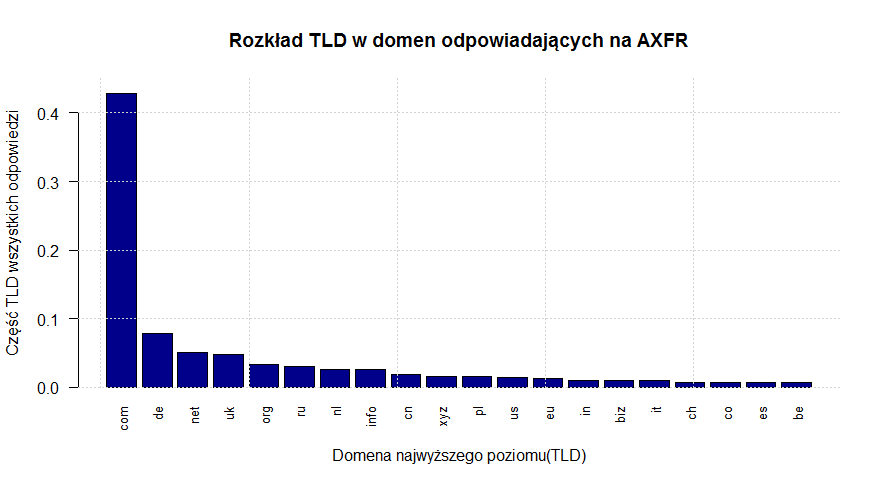 Rozkład TLD w domen odpowiadających na AXFR
Część TLD wszystkich odpowiedzi
0.4
0.3
0.2
0.1
0.0
com de net uk org ru nl info cn xyz pl us eu in biz it ch co es be
Domena najwyższego poziomu(TLD)